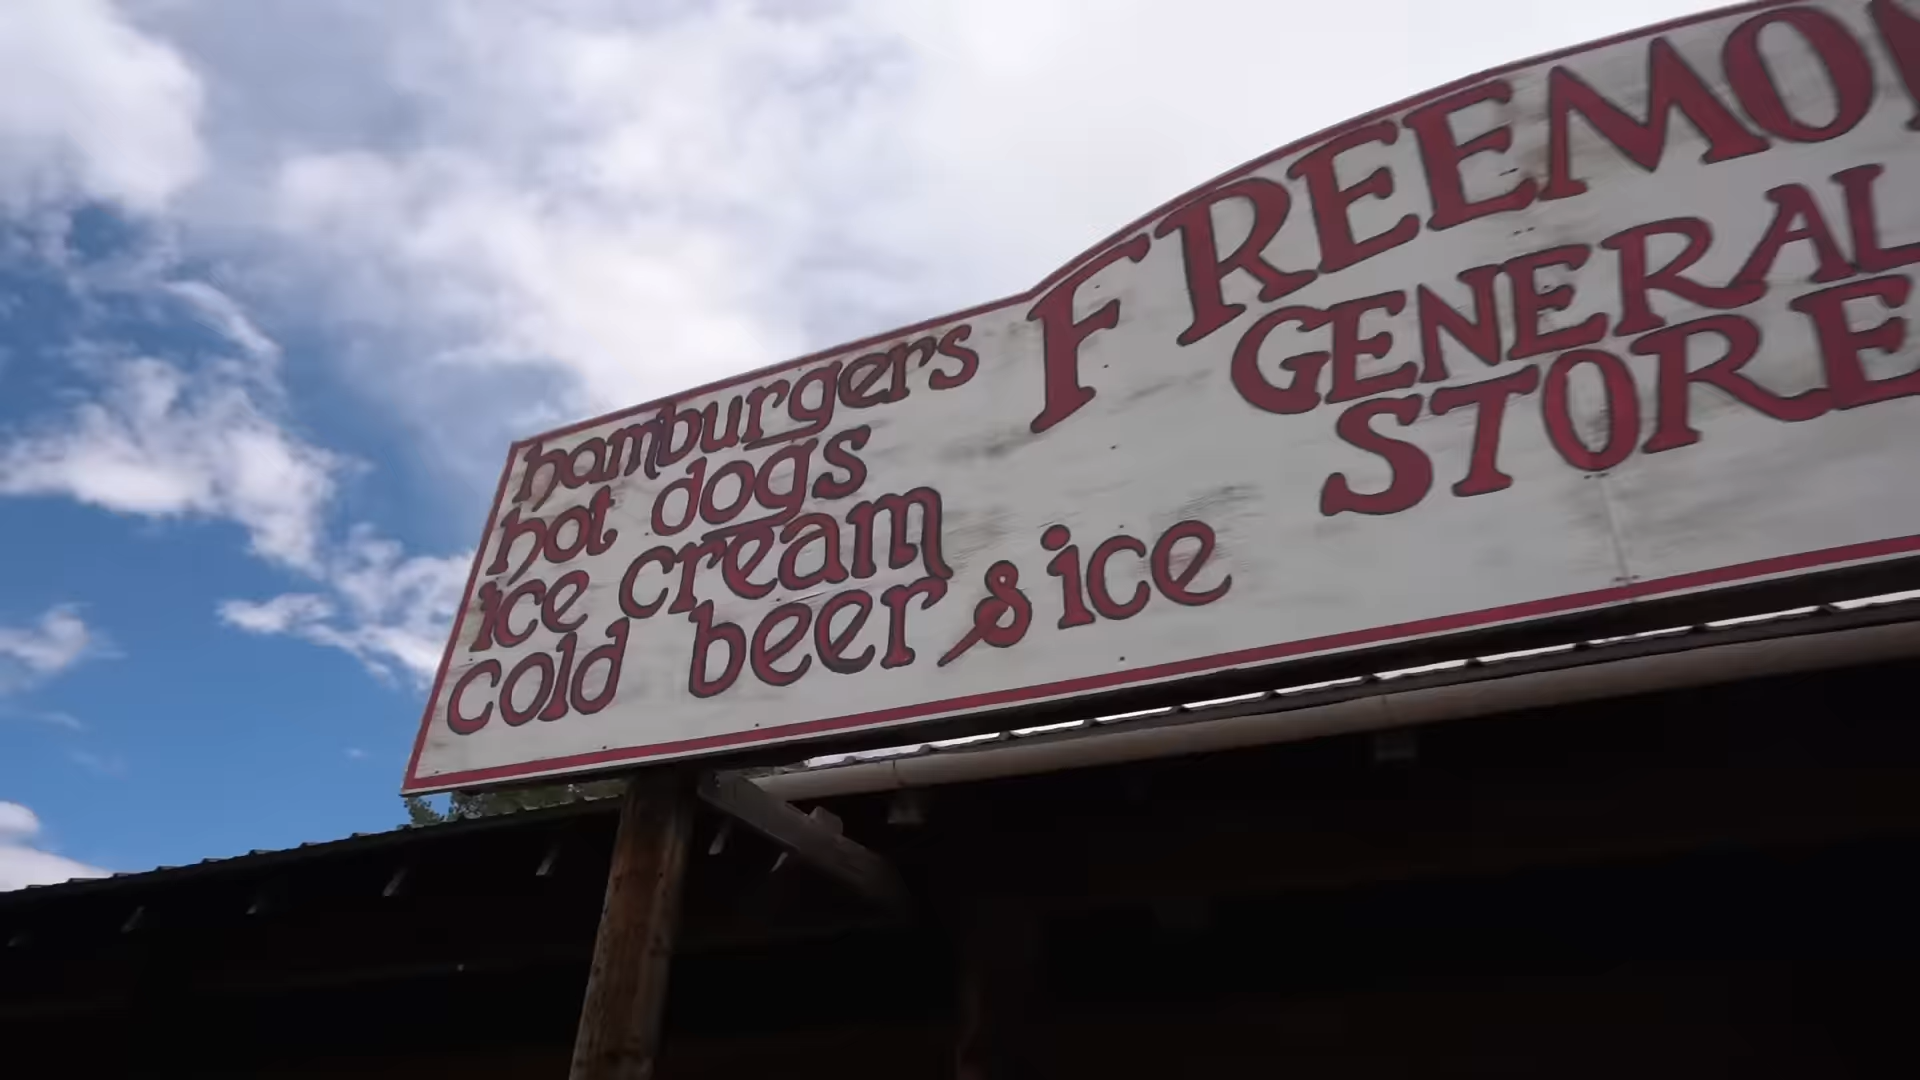 hamburgers
hot dogs
ice cream
cold beer & ice
FREEMO
GENERAL
STORE